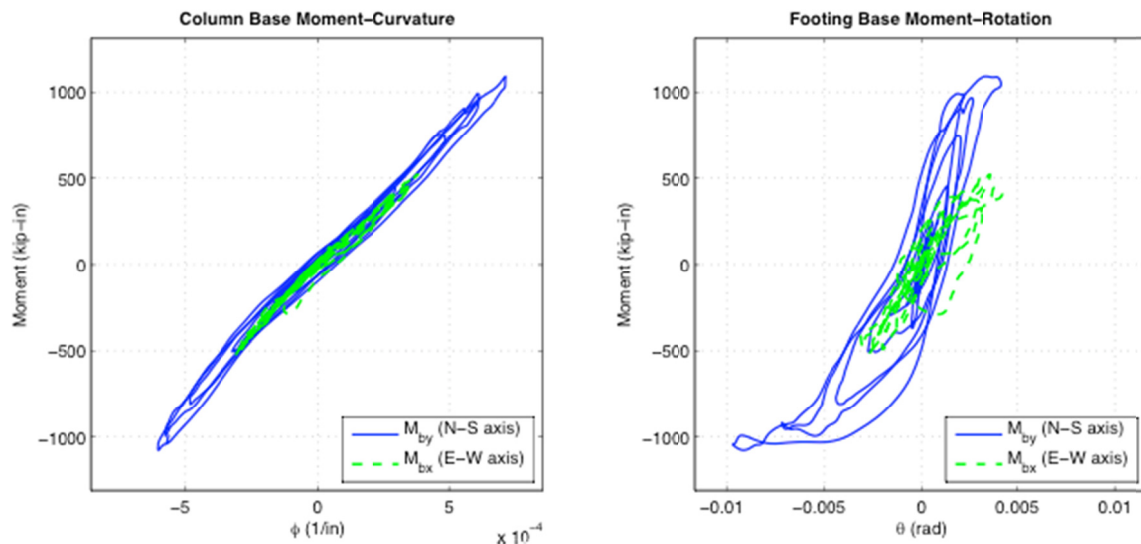 Column Base Moment–Curvature
1000
500
0
−500
−1000
Moment (kip−in)
−5
0
5
ϕ (1/in)
x 10⁻⁴
M_by (N−S axis)
M_bx (E−W axis)
Footing Base Moment–Rotation
1000
500
0
−500
−1000
Moment (kip−in)
−0.01
−0.005
0
0.005
0.01
θ (rad)
M_by (N−S axis)
M_bx (E−W axis)